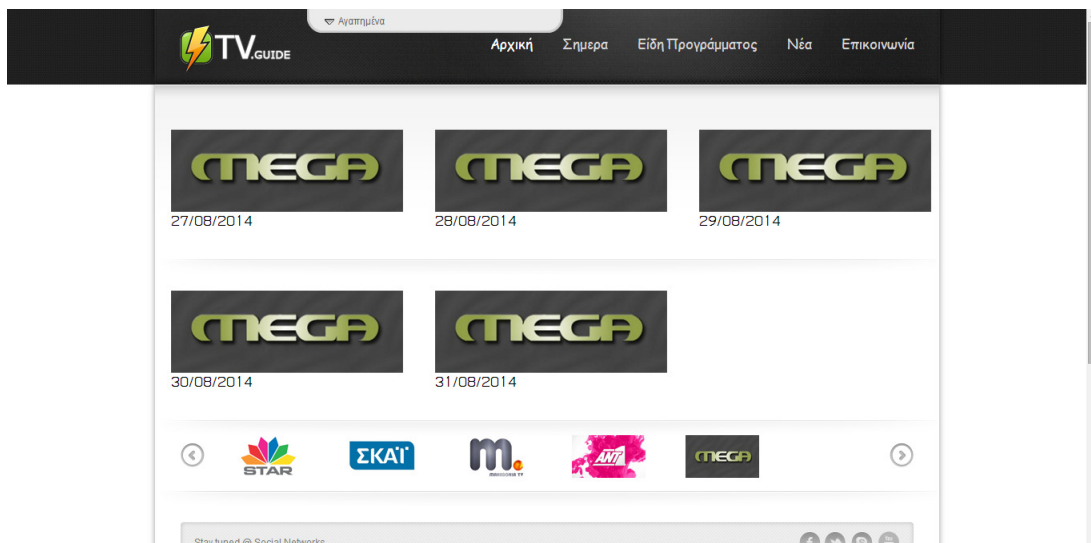 Αγαπημένα
TV.GUIDE
Αρχική Σημερα Είδη Προγράμματος Νέα Επικοινωνία
MEGA MEGA MEGA
27/08/2014 28/08/2014 29/08/2014
MEGA MEGA
30/08/2014 31/08/2014
STAR ΣΚΑΪ m. ANT1 MEGA
Stay tuned @ Social Networks